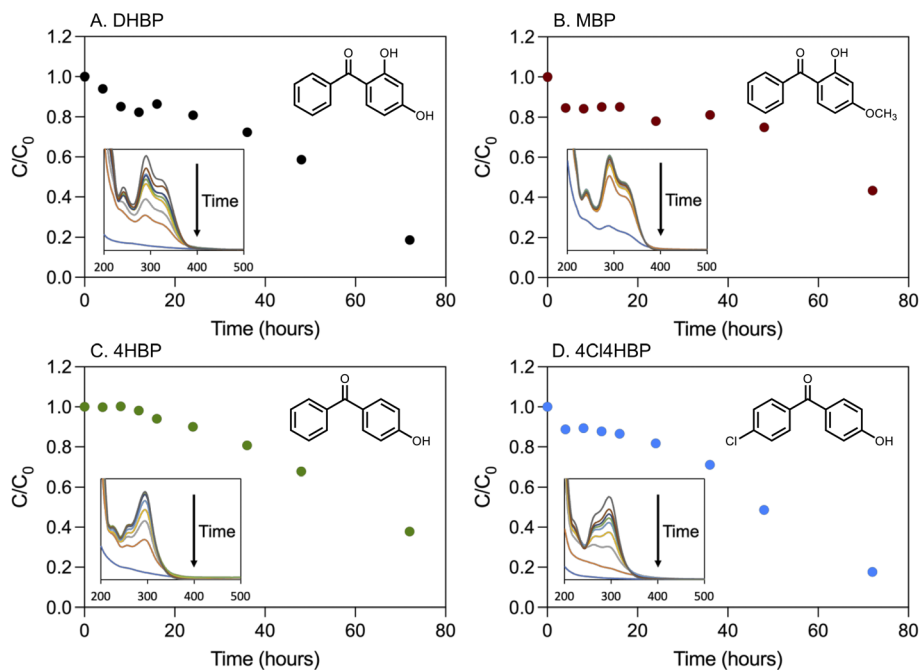 A. DHBP
C/C0
1.2
1.0
0.8
0.6
0.4
0.2
0.0
O
OH
OH
Time
200
300
400
500
0
20
40
60
80
Time (hours)
B. MBP
C/C0
1.2
1.0
0.8
0.6
0.4
0.2
0.0
O
OH
OCH3
Time
200
300
400
500
0
20
40
60
80
Time (hours)
C. 4HBP
C/C0
1.2
1.0
0.8
0.6
0.4
0.2
0.0
O
OH
Time
200
300
400
500
0
20
40
60
80
Time (hours)
D. 4Cl4HBP
C/C0
1.2
1.0
0.8
0.6
0.4
0.2
0.0
O
Cl
OH
Time
200
300
400
500
0
20
40
60
80
Time (hours)